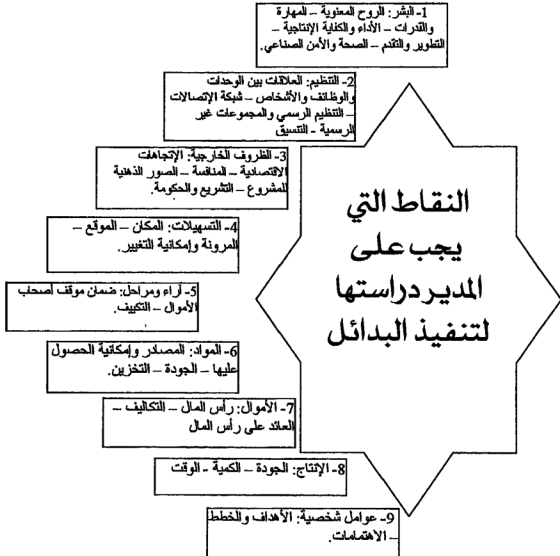 1- البشر: الروح المعنوية – المهارة
والقدرات – الأداء والكفاية الإنتاجية –
التطوير والتقدم – الصحة والأمن الصناعي.
2- التنظيم: العلاقات بين الوحدات
والوظائف والأشخاص – شبكة الإتصالات
– التنظيم الرسمي والمجموعات غير
الرسمية - التنسيق
3- الظروف الخارجية: الإتجاهات
الاقتصادية – المنافسة – الصور الذهنية
للمشروع – التشريع والحكومة.
4- التسهيلات: المكان – الموقع –
المرونة وإمكانية التغيير.
5- أراء ومراحل: ضمان موقف أصحاب
الأموال – التكييف.
6- المواد: المصادر وإمكانية الحصول
عليها – الجودة – التخزين.
7- الأموال: رأس المال – التكاليف –
العائد على رأس المال
8- الإنتاج: الجودة – الكمية - الوقت
9- عوامل شخصية: الأهداف والخطط
– الاهتمامات.
النقاط التي
يجب على
المدير دراستها
لتنفيذ البدائل